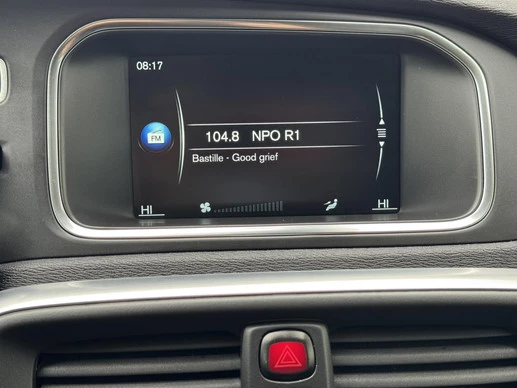 08:17
FM
104.8 NPO R1
Bastille - Good grief
HI HI